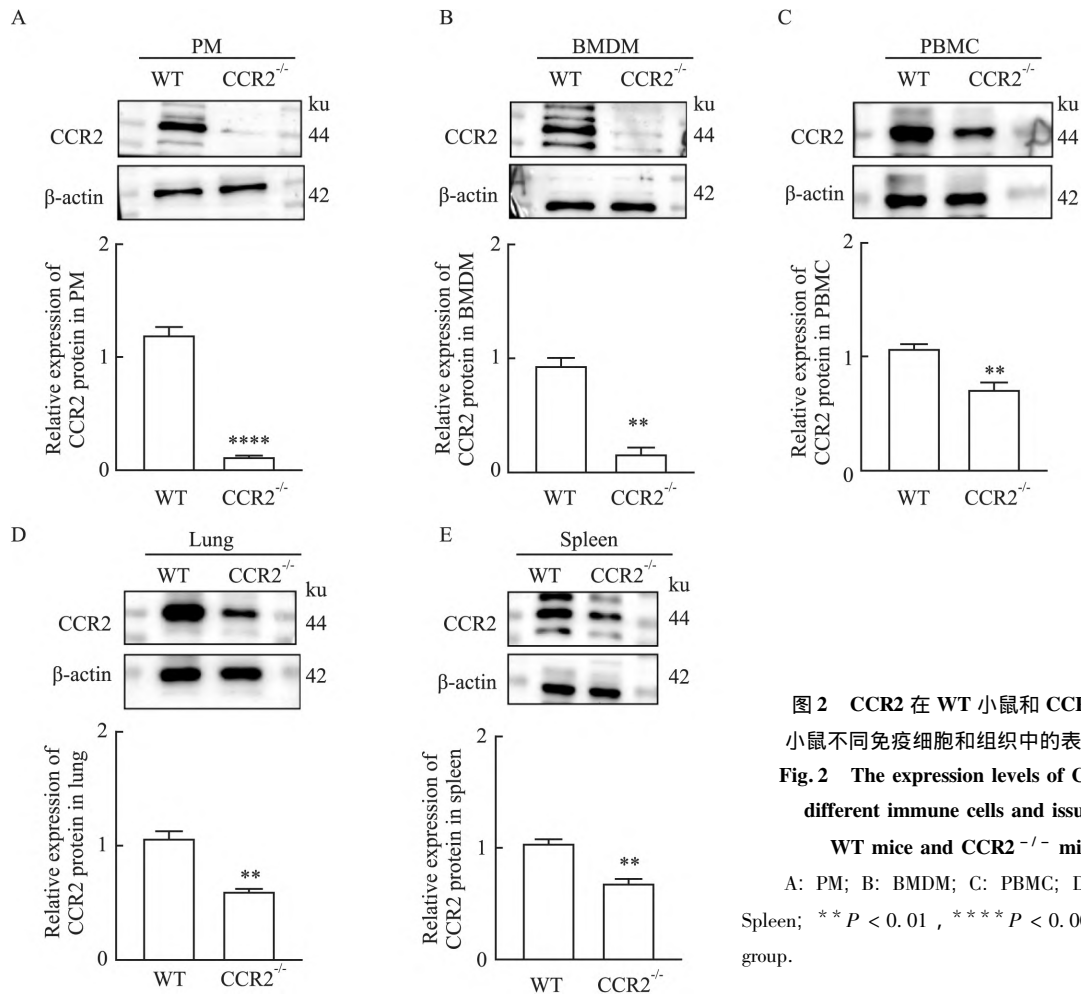 A
PM
WT CCR2-/-
ku
CCR2
44
β-actin
42
2
1
0
Relative expression of
CCR2 protein in PM
****
WT CCR2-/-
B
BMDM
WT CCR2-/-
ku
CCR2
44
β-actin
42
2
1
0
Relative expression of
CCR2 protein in BMDM
**
WT CCR2-/-
C
PBMC
WT CCR2-/-
ku
CCR2
44
β-actin
42
2
1
0
Relative expression of
CCR2 protein in PBMC
**
WT CCR2-/-
D
Lung
WT CCR2-/-
ku
CCR2
44
β-actin
42
2
1
0
Relative expression of
CCR2 protein in lung
**
WT CCR2-/-
E
Spleen
WT CCR2-/-
ku
CCR2
44
β-actin
42
2
1
0
Relative expression of
CCR2 protein in spleen
**
WT CCR2-/-
图 2 CCR2 在 WT 小鼠和 CCR
小鼠不同免疫细胞和组织中的表
Fig. 2 The expression levels of C
different immune cells and issu
WT mice and CCR2-/- mi
A: PM; B: BMDM; C: PBMC; D
Spleen; **P < 0.01 , ****P < 0.00
group.